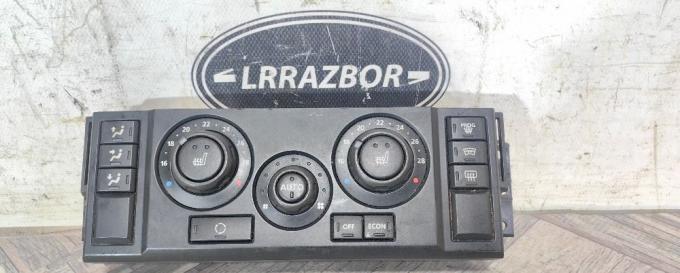 LRRAZBOR
20 22 24
18 26
16 28
20 22 24
18 26
16 28
PROG
AUTO
OFF ECON